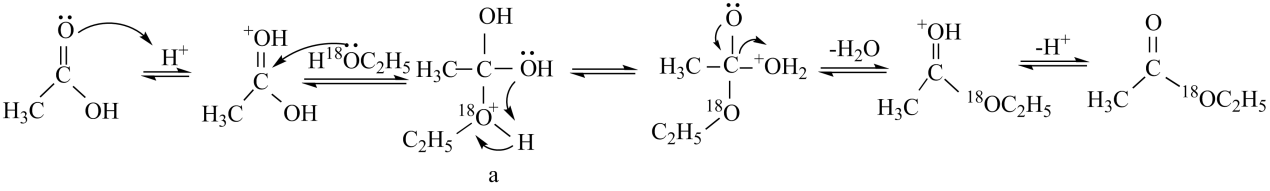 Ö
C
H₃C OH
H⁺
⁺OH
C
H₃C OH
H¹⁸ÖC₂H₅
OH
H₃C—C—ÖH
¹⁸O⁺
C₂H₅ H
a
Ö
H₃C—C—⁺OH₂
¹⁸O
C₂H₅
-H₂O
⁺OH
C
H₃C ¹⁸OC₂H₅
-H⁺
O
C
H₃C ¹⁸OC₂H₅